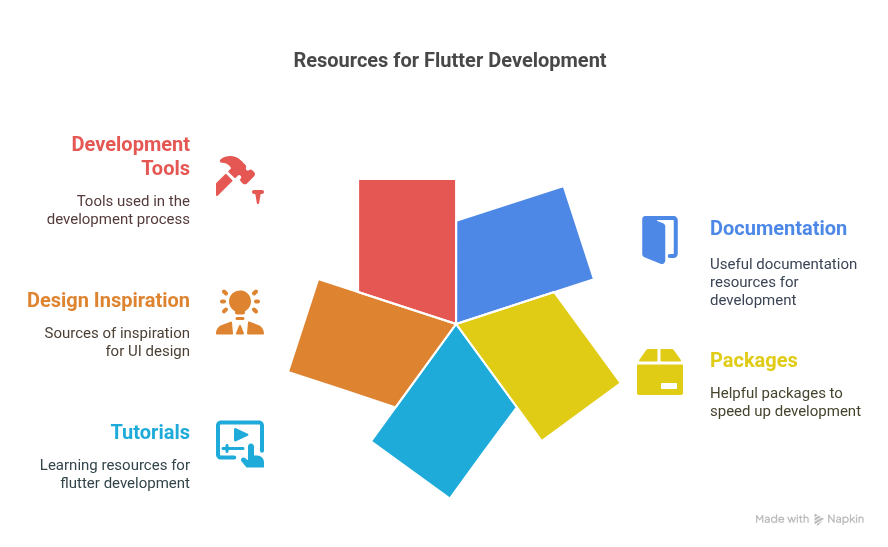 Resources for Flutter Development
Development
Tools
Tools used in the
development process
Design Inspiration
Sources of inspiration
for UI design
Tutorials
Learning resources for
flutter development
Documentation
Useful documentation
resources for
development
Packages
Helpful packages to
speed up development
Made with Napkin